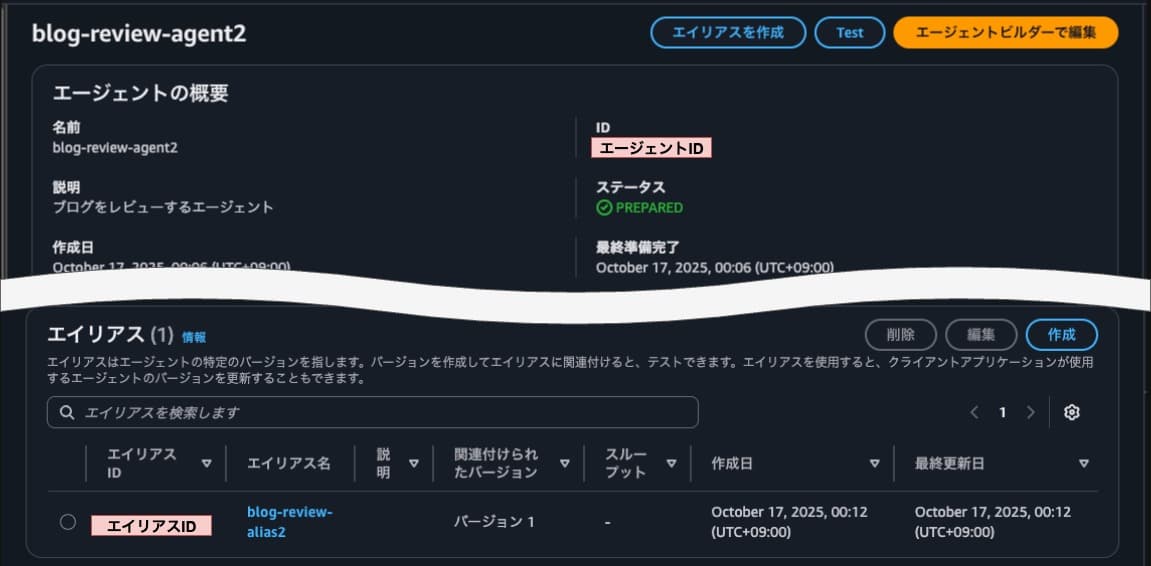 blog-review-agent2
エイリアスを作成
Test
エージェントビルダーで編集
エージェントの概要
名前
blog-review-agent2
ID
エージェントID
説明
ブログをレビューするエージェント
ステータス
PREPARED
作成日
October 17, 2025, 00:06 (UTC+09:00)
最終準備完了
October 17, 2025, 00:06 (UTC+09:00)
エイリアス (1) 情報
削除
編集
作成
エイリアスはエージェントの特定のバージョンを指します。バージョンを作成してエイリアスに関連付けると、テストできます。エイリアスを使用すると、クライアントアプリケーションが使用
するエージェントのバージョンを更新することもできます。
エイリアスを検索します
1
エイリアス
ID
エイリアス名
説
明
関連付けられ
たバージョン
スルー
プット
作成日
最終更新日
エイリアスID
blog-review-
alias2
バージョン 1
-
October 17, 2025, 00:12
(UTC+09:00)
October 17, 2025, 00:12
(UTC+09:00)